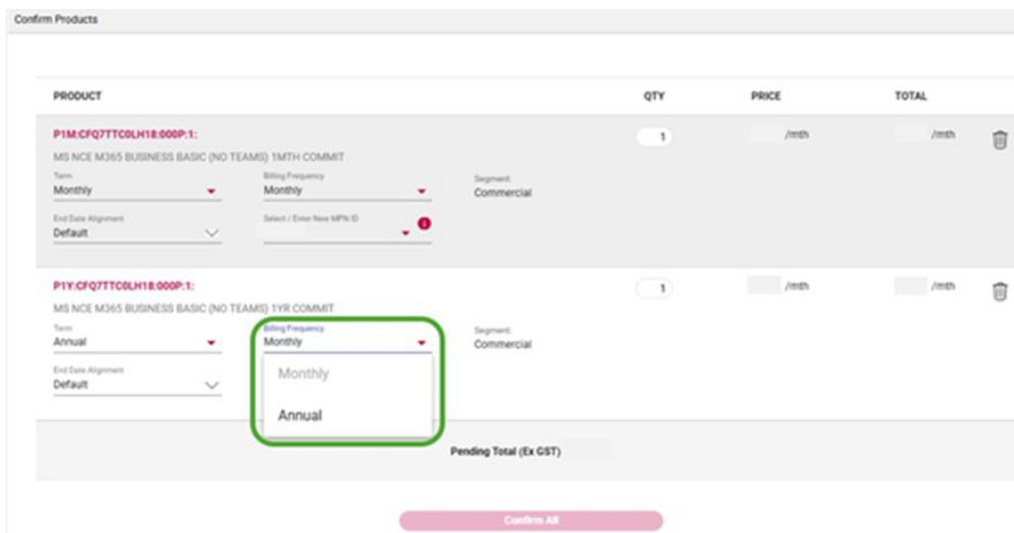 Confirm Products
PRODUCT QTY PRICE TOTAL
P1M:CFQ7TTC0LH18:000P:1: 1 /mth /mth
MS NCE M365 BUSINESS BASIC (NO TEAMS) 1MTH COMMIT
Term Billing Frequency Segment:
Monthly Monthly Commercial
End Date Alignment Select / Enter New MPN ID
Default
P1Y:CFQ7TTC0LH18:000P:1: 1 /mth /mth
MS NCE M365 BUSINESS BASIC (NO TEAMS) 1YR COMMIT
Term Billing Frequency Segment:
Annual Monthly Commercial
End Date Alignment Monthly
Default
Annual
Pending Total (Ex GST)
Confirm All